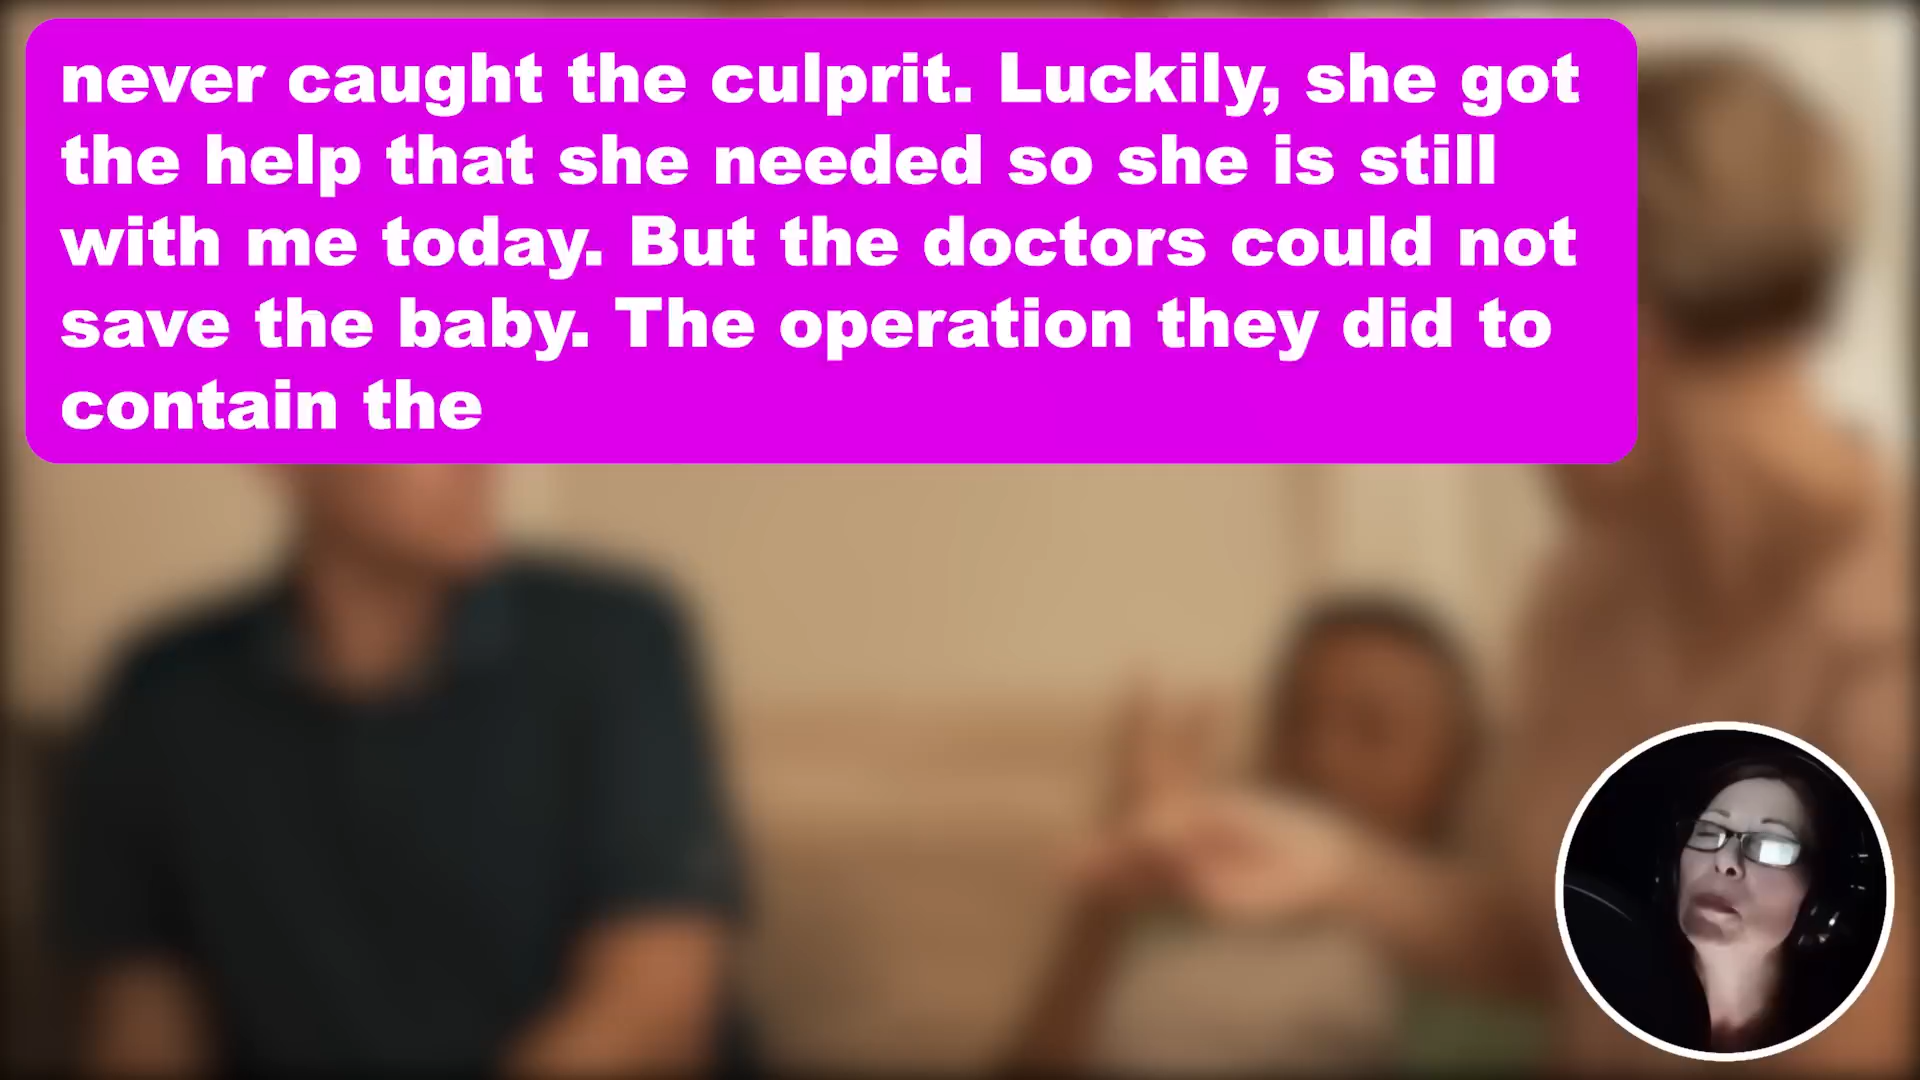 never caught the culprit. Luckily, she got
the help that she needed so she is still
with me today. But the doctors could not
save the baby. The operation they did to
contain the